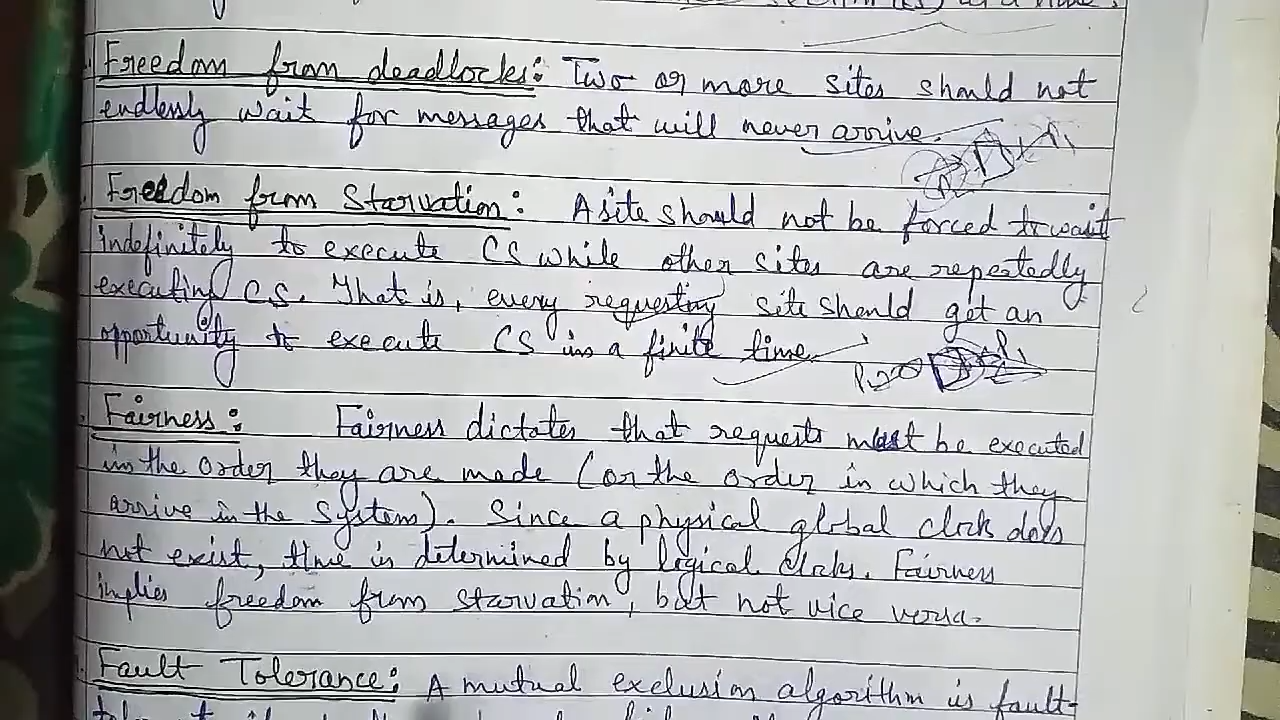 at a time.
Freedom from deadlocks: Two or more sites should not
endlessly wait for messages that will never arrive.
Freedom from Starvation: A site should not be forced to wait
indefinitely to execute CS while other sites are repeatedly
executing CS. That is, every requesting site should get an
opportunity to execute CS in a finite time.
Fairness: Fairness dictates that requests must be executed
in the order they are made (or the order in which they
arrive in the system). Since a physical global clock does
not exist, time is determined by logical clocks. Fairness
implies freedom from starvation, but not vice versa.
Fault Tolerance: A mutual exclusion algorithm is fault-